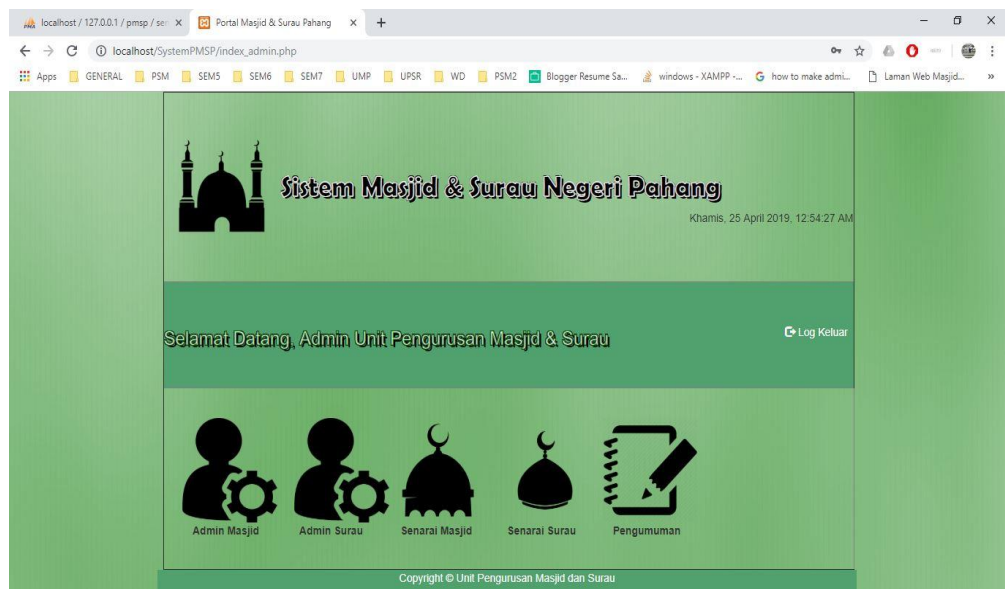 localhost / 127.0.0.1 / pmsp / ser
Portal Masjid & Surau Pahang
localhost/SystemPMSP/index_admin.php
Apps GENERAL PSM SEM5 SEM6 SEM7 UMP UPSR WD PSM2 Blogger Resume Sa... windows - XAMPP -... how to make admi... Laman Web Masjid...
Sistem Masjid & Surau Negeri Pahang
Khamis, 25 April 2019, 12:54:27 AM
Selamat Datang, Admin Unit Pengurusan Masjid & Surau
Log Keluar
Admin Masjid Admin Surau Senarai Masjid Senarai Surau Pengumuman
Copyright © Unit Pengurusan Masjid dan Surau